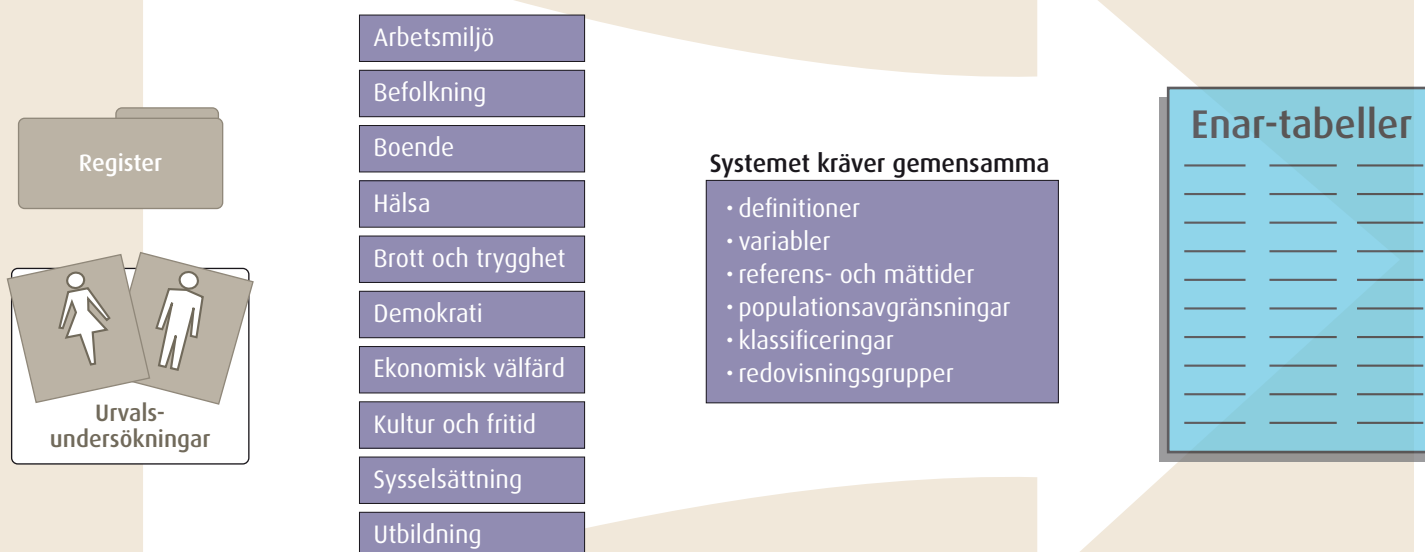 Register
Urvals-
undersökningar
Arbetsmiljö
Befolkning
Boende
Hälsa
Brott och trygghet
Demokrati
Ekonomisk välfärd
Kultur och fritid
Sysselsättning
Utbildning
Systemet kräver gemensamma
• definitioner
• variabler
• referens- och mättider
• populationsavgränsningar
• klassificeringar
• redovisningsgrupper
Enar-tabeller